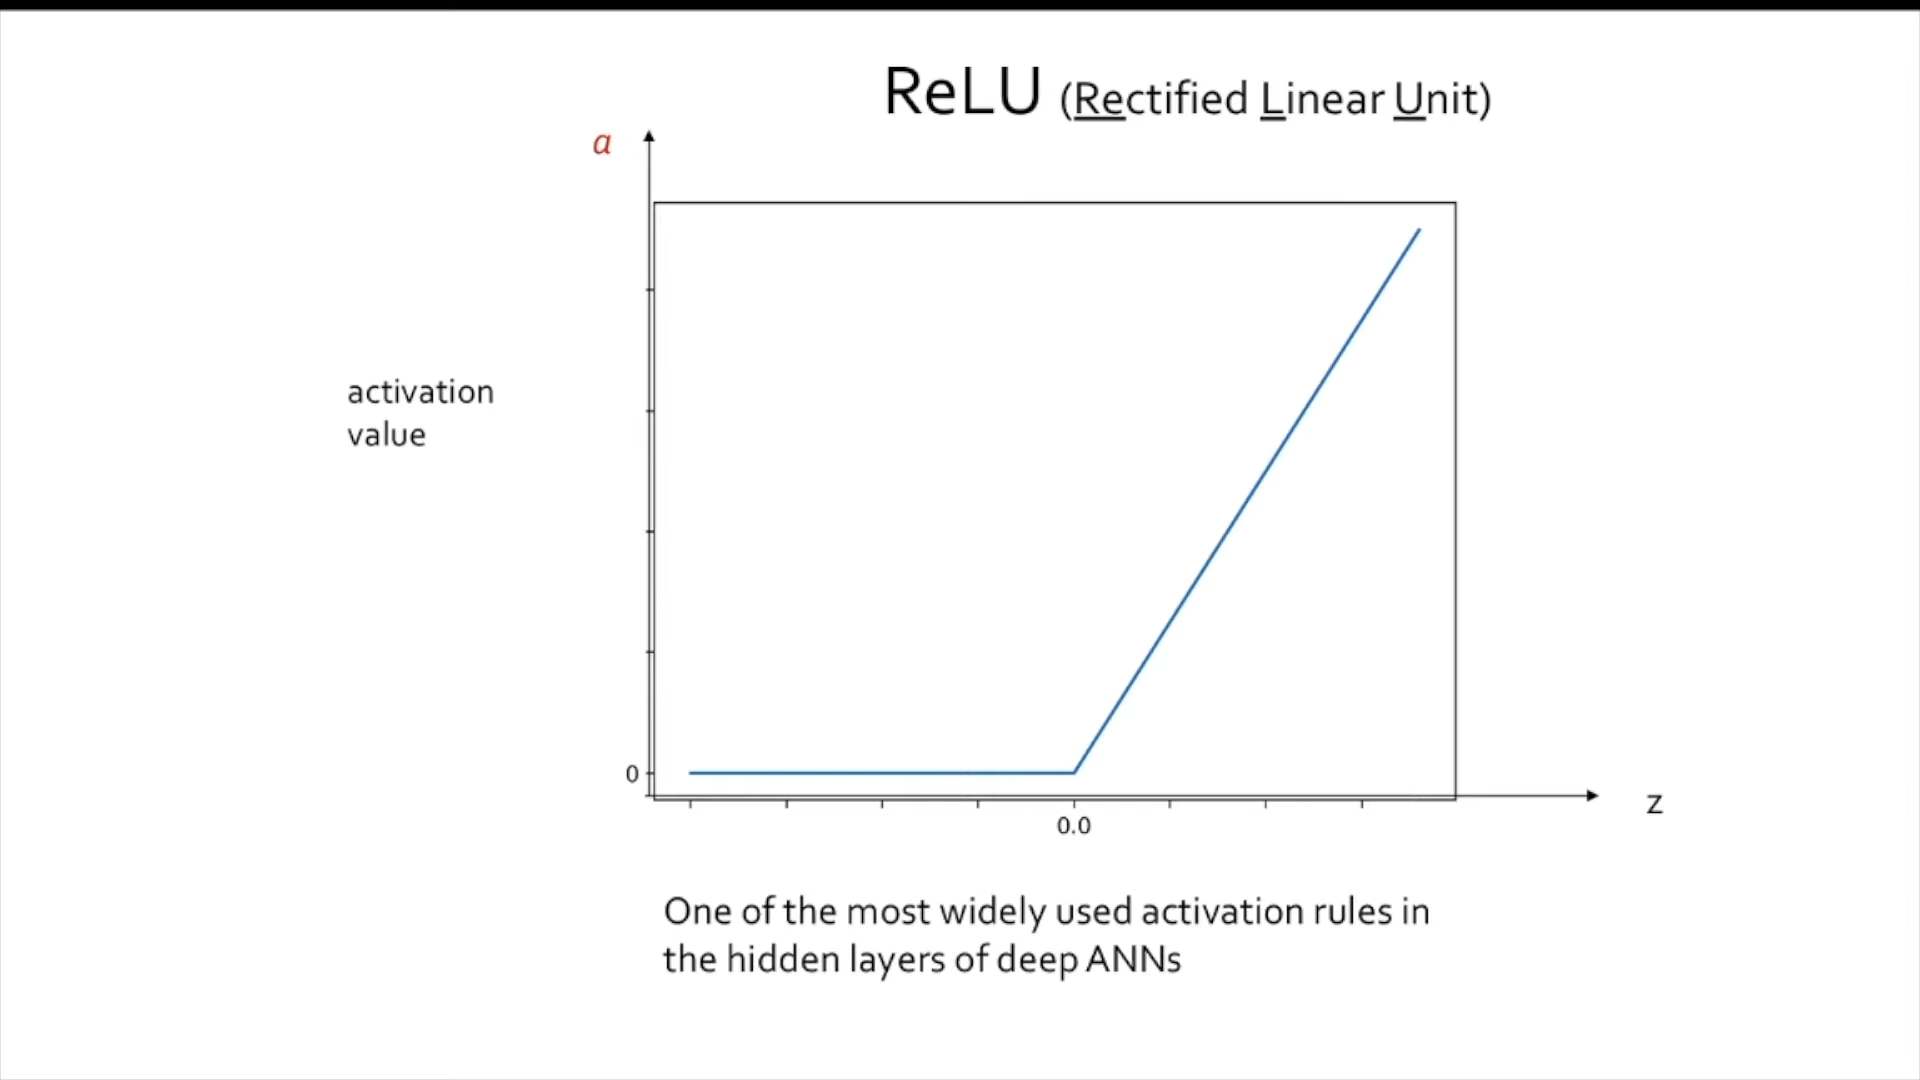 ReLU (Rectified Linear Unit)
a
activation
value
0
0.0
z
One of the most widely used activation rules in
the hidden layers of deep ANNs